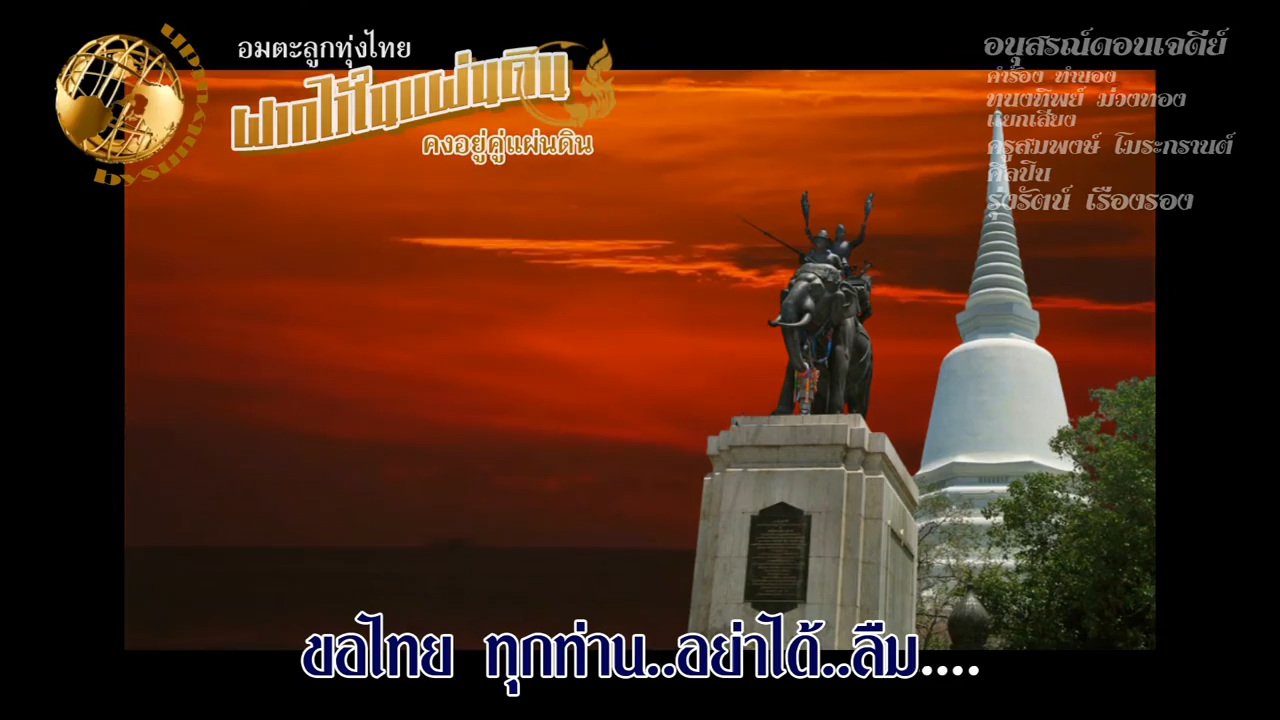 อมตะลูกทุ่งไทย
ฝากไว้ในแผ่นดิน
คงอยู่คู่แผ่นดิน
อนุสรณ์ดอนเจดีย์
คำร้อง ทำนอง
ทนงทิพย์ ม่วงทอง
แยกเสียง
ครูสมพงษ์ โมระกรานต์
ศิลปิน
รุ่งรัตน์ เรืองรอง
ขอไทย ทุกท่าน..อย่าได้..ลืม....